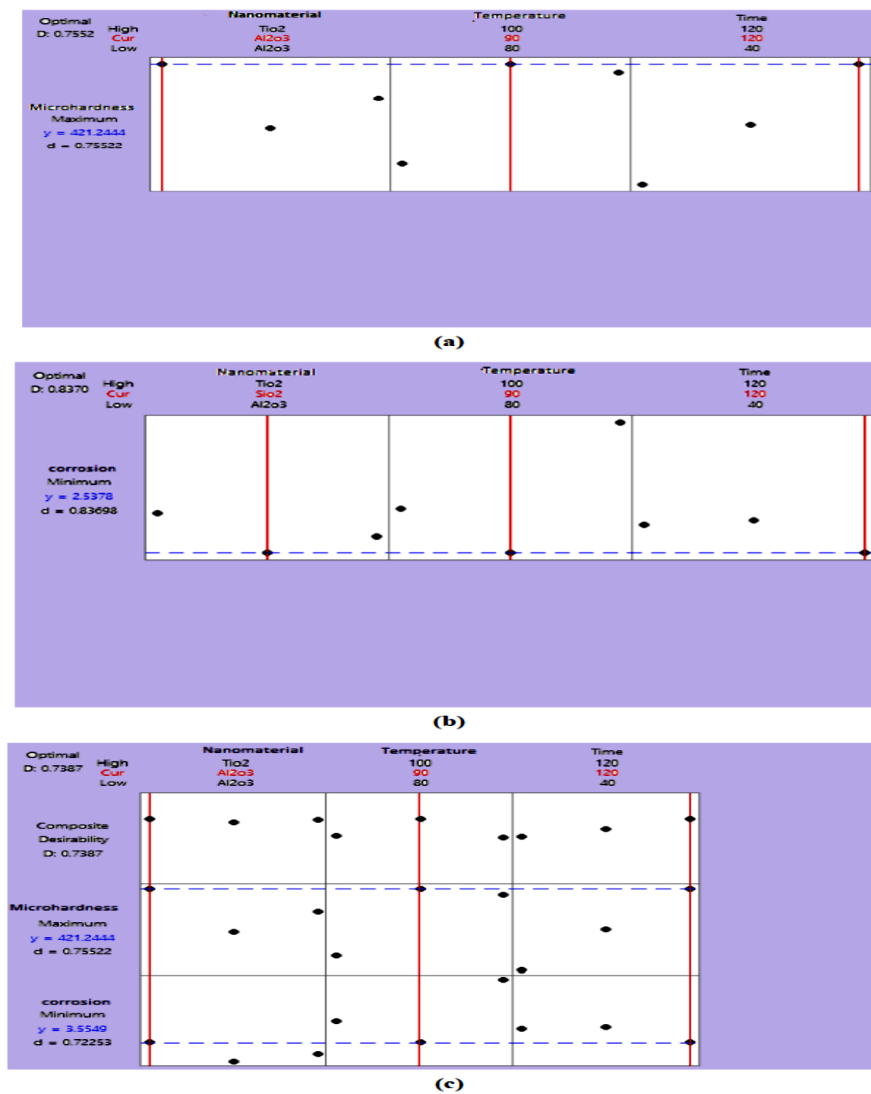 Nanomaterial Temperature Time
Optimal
D: 0.7552
High Tio2 100 120
Cur Al2o3 90 120
Low Al2o3 80 40
Microhardness
Maximum
y = 421.2444
d = 0.75522
(a)
Nanomaterial Temperature Time
Optimal
D: 0.8370
High Tio2 100 120
Cur Sio2 90 120
Low Al2o3 80 40
corrosion
Minimum
y = 2.5378
d = 0.83698
(b)
Nanomaterial Temperature Time
Optimal
D: 0.7387
High Tio2 100 120
Cur Al2o3 90 120
Low Al2o3 80 40
Composite
Desirability
D: 0.7387
Microhardness
Maximum
y = 421.2444
d = 0.75522
corrosion
Minimum
y = 3.5549
d = 0.72253
(c)